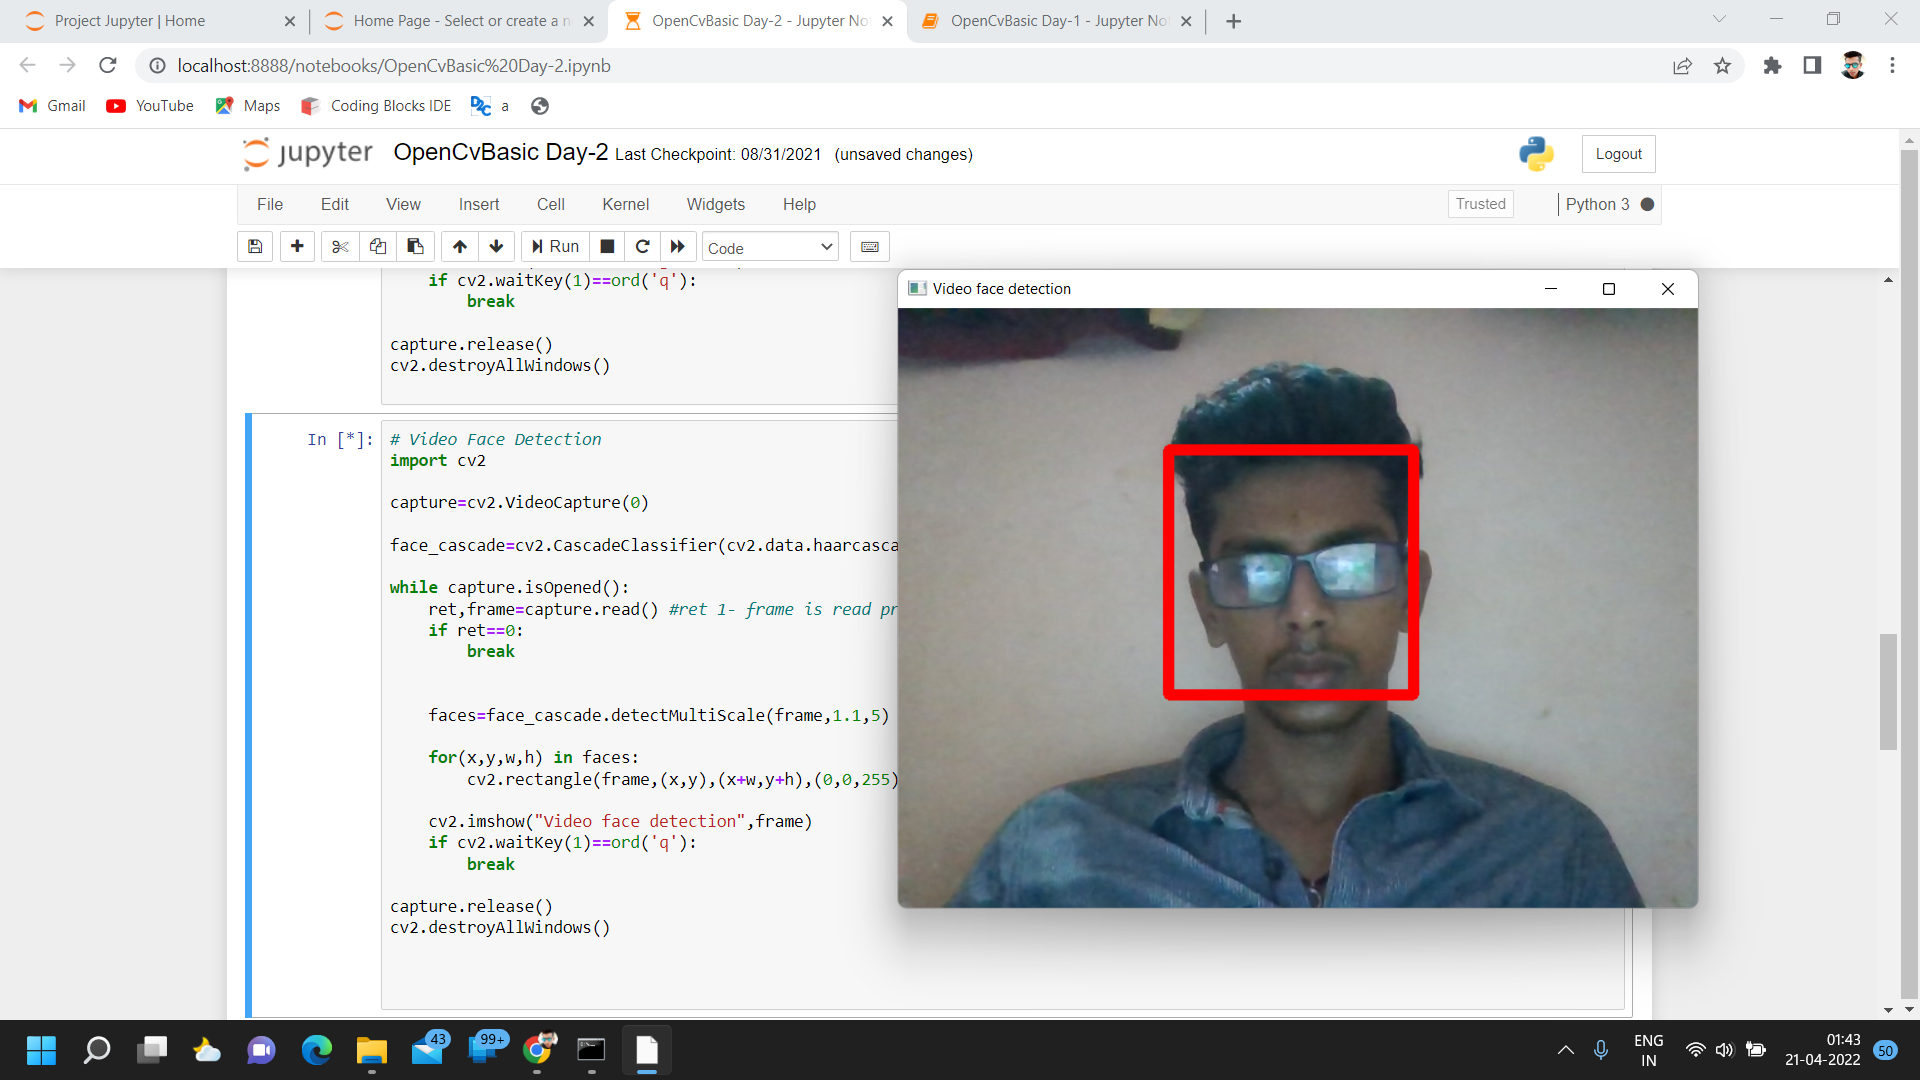 Project Jupyter | Home
Home Page - Select or create a n
OpenCvBasic Day-2 - Jupyter No
OpenCvBasic Day-1 - Jupyter No
localhost:8888/notebooks/OpenCvBasic%20Day-2.ipynb
Gmail
YouTube
Maps
Coding Blocks IDE
a
jupyter OpenCvBasic Day-2 Last Checkpoint: 08/31/2021 (unsaved changes)
Logout
File Edit View Insert Cell Kernel Widgets Help
Trusted
Python 3
Run
Code
    if cv2.waitKey(1)==ord('q'):
        break
capture.release()
cv2.destroyAllWindows()
In [*]:
# Video Face Detection
import cv2
capture=cv2.VideoCapture(0)
face_cascade=cv2.CascadeClassifier(cv2.data.haarcasca
while capture.isOpened():
    ret,frame=capture.read() #ret 1- frame is read pr
    if ret==0:
        break
    faces=face_cascade.detectMultiScale(frame,1.1,5)
    for(x,y,w,h) in faces:
        cv2.rectangle(frame,(x,y),(x+w,y+h),(0,0,255)
    cv2.imshow("Video face detection",frame)
    if cv2.waitKey(1)==ord('q'):
        break
capture.release()
cv2.destroyAllWindows()
Video face detection
43
99+
ENG
IN
01:43
21-04-2022
50